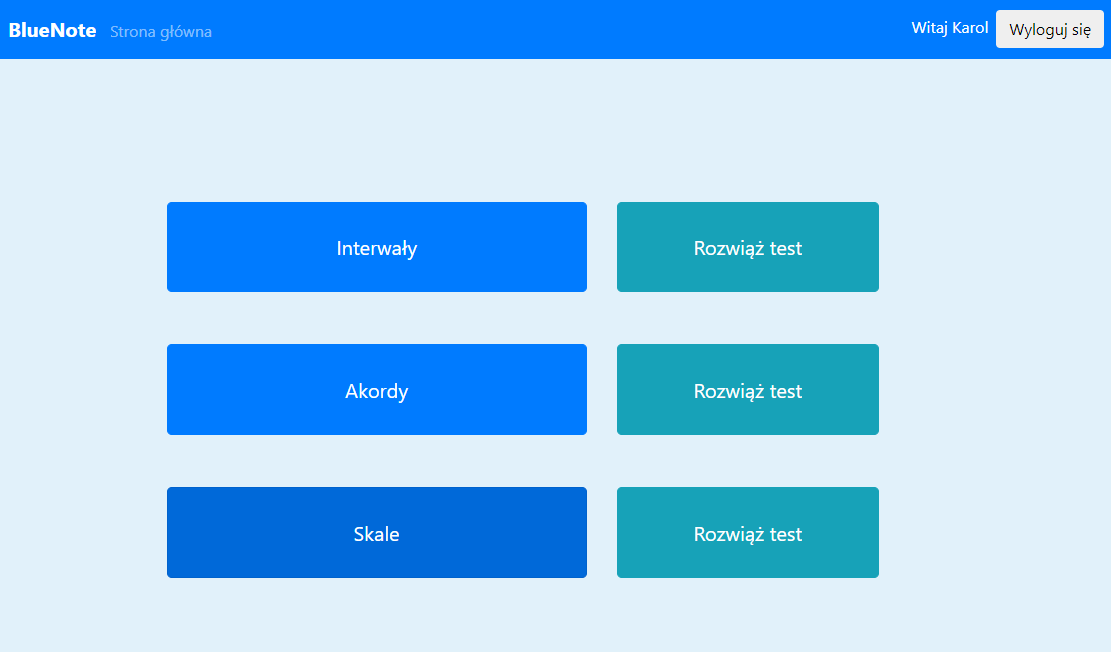 BlueNote Strona główna Witaj Karol Wyloguj się
Interwały Rozwiąż test
Akordy Rozwiąż test
Skale Rozwiąż test